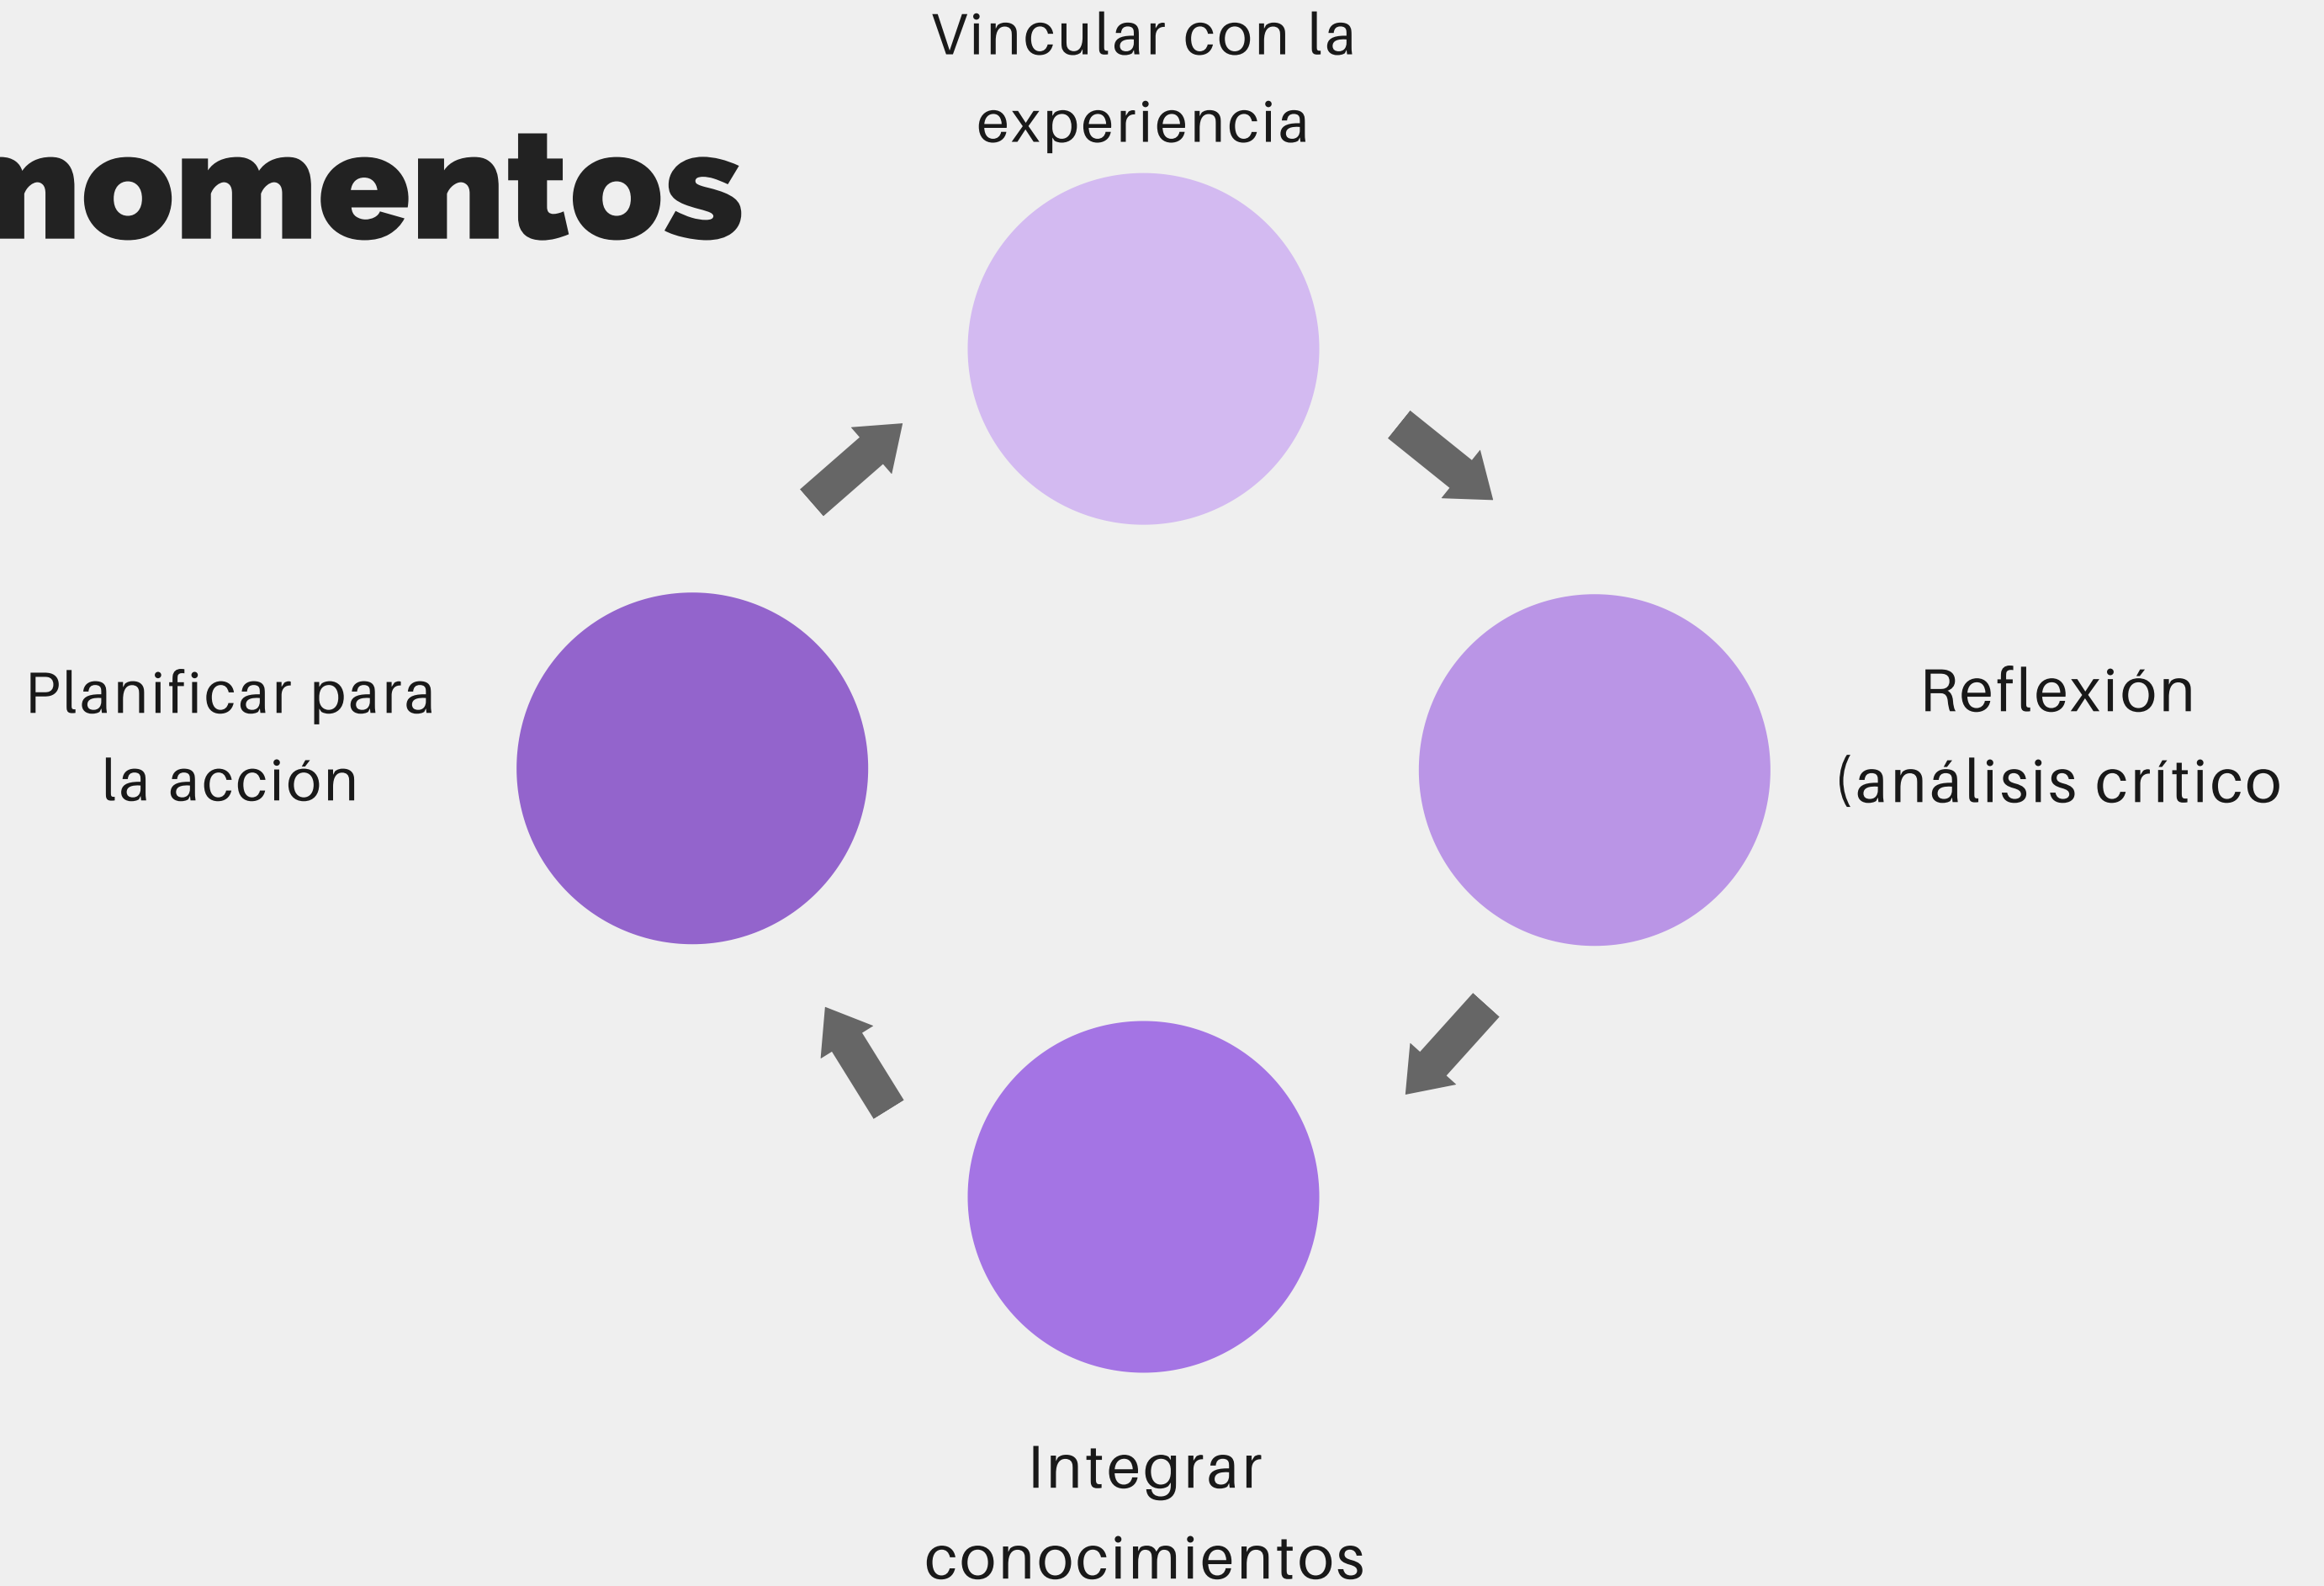 Vincular con la
experiencia
momentos
Planificar para
la acción
Reflexión
(análisis crítico
Integrar
conocimientos